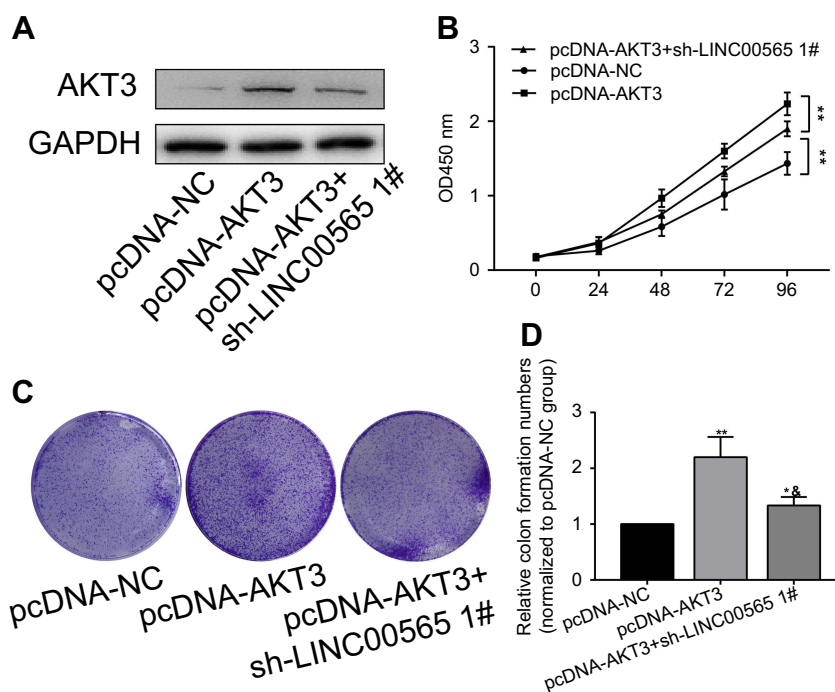 A
AKT3
GAPDH
pcDNA-NC
pcDNA-AKT3
pcDNA-AKT3+
sh-LINC00565 1#
B
pcDNA-AKT3+sh-LINC00565 1#
pcDNA-NC
pcDNA-AKT3
OD450 nm
3
2
1
0
0 24 48 72 96
**
**
C
pcDNA-NC
pcDNA-AKT3
pcDNA-AKT3+
sh-LINC00565 1#
D
Relative colon formation numbers
(normalized to pcDNA-NC group)
3
2
1
0
**
*&
pcDNA-NC
pcDNA-AKT3
pcDNA-AKT3+sh-LINC00565 1#